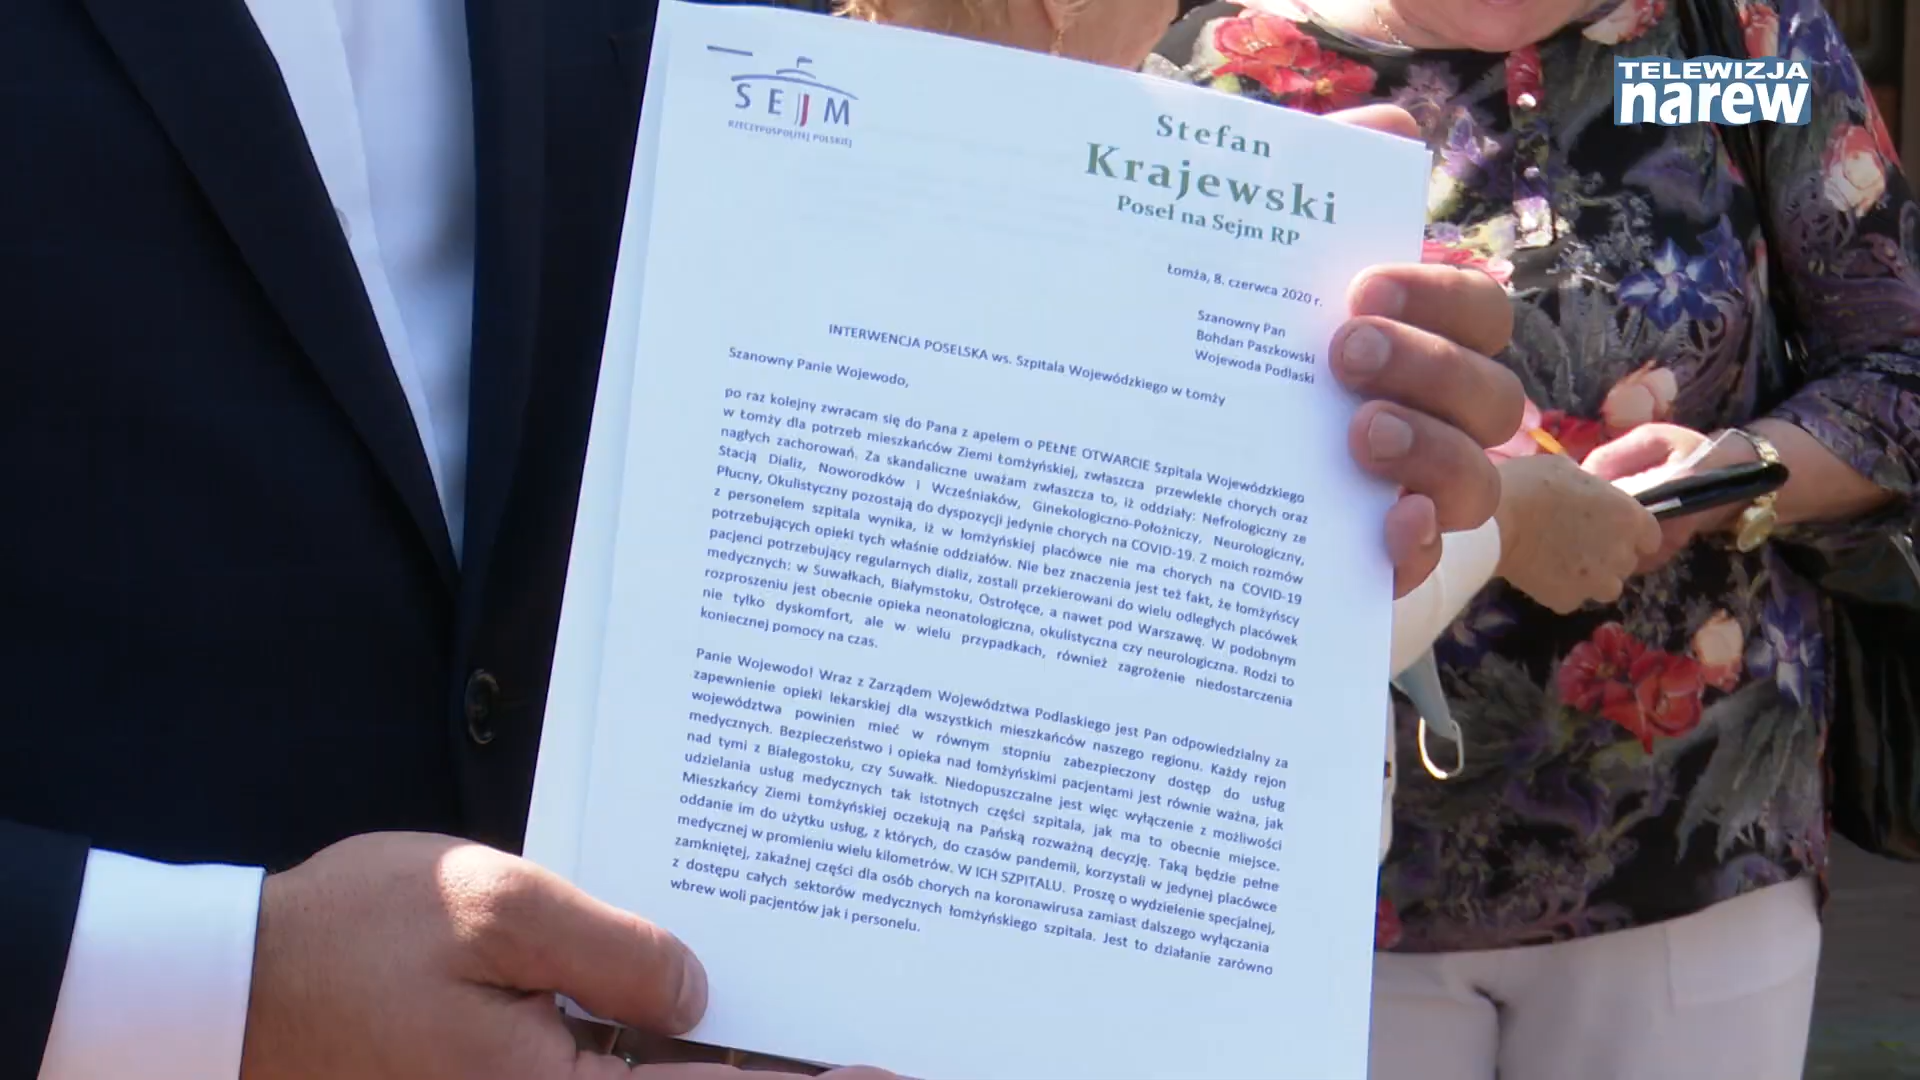 TELEWIZJA
narew
SEJM
RZECZYPOSPOLITEJ POLSKIEJ
Stefan
Krajewski
Poseł na Sejm RP
Łomża, 8. czerwca 2020 r.
Szanowny Pan
Bohdan Paszkowski
Wojewoda Podlaski
INTERWENCJA POSELSKA ws. Szpitala Wojewódzkiego w Łomży
Szanowny Panie Wojewodo,
po raz kolejny zwracam się do Pana z apelem o PEŁNE OTWARCIE Szpitala Wojewódzkiego
w Łomży dla potrzeb mieszkańców Ziemi Łomżyńskiej, zwłaszcza przewlekle chorych oraz
nagłych zachorowań. Za skandaliczne uważam zwłaszcza to, iż oddziały: Nefrologiczny ze
Stacją Dializ, Noworodków i Wcześniaków, Ginekologiczno-Położniczy, Neurologiczny,
Płucny, Okulistyczny pozostają do dyspozycji jedynie chorych na COVID-19. Z moich rozmów
z personelem szpitala wynika, iż w łomżyńskiej placówce nie ma chorych na COVID-19
potrzebujących opieki tych właśnie oddziałów. Nie bez znaczenia jest też fakt, że łomżyńscy
pacjenci potrzebujący regularnych dializ, zostali przekierowani do wielu odległych placówek
medycznych: w Suwałkach, Białymstoku, Ostrołęce, a nawet pod Warszawę. W podobnym
rozproszeniu jest obecnie opieka neonatologiczna, okulistyczna czy neurologiczna. Rodzi to
nie tylko dyskomfort, ale w wielu przypadkach, również zagrożenie niedostarczenia
koniecznej pomocy na czas.
Panie Wojewodo! Wraz z Zarządem Województwa Podlaskiego jest Pan odpowiedzialny za
zapewnienie opieki lekarskiej dla wszystkich mieszkańców naszego regionu. Każdy rejon
województwa powinien mieć w równym stopniu zabezpieczony dostęp do usług
medycznych. Bezpieczeństwo i opieka nad łomżyńskimi pacjentami jest równie ważna, jak
nad tymi z Białegostoku, czy Suwałk. Niedopuszczalne jest więc wyłączenie z możliwości
udzielania usług medycznych tak istotnych części szpitala, jak ma to obecnie miejsce.
Mieszkańcy Ziemi Łomżyńskiej oczekują na Pańską rozważną decyzję. Taką będzie pełne
oddanie im do użytku usług, z których, do czasów pandemii, korzystali w jedynej placówce
medycznej w promieniu wielu kilometrów. W ICH SZPITALU. Proszę o wydzielenie specjalnej,
zamkniętej, zakaźnej części dla osób chorych na koronawirusa zamiast dalszego wyłączania
z dostępu całych sektorów medycznych łomżyńskiego szpitala. Jest to działanie zarówno
wbrew woli pacjentów jak i personelu.